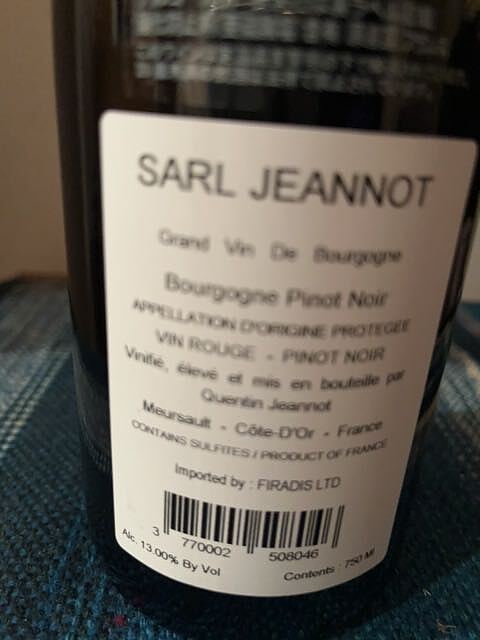 SARL JEANNOT
Grand Vin De Bourgogne
Bourgogne Pinot Noir
APPELLATION D'ORIGINE PROTEGEE
VIN ROUGE - PINOT NOIR
Vinifié, élevé et mis en bouteille par
Quentin Jeannot
Meursault - Côte-D'Or - France
CONTAINS SULFITES / PRODUCT OF FRANCE
Imported by : FIRADIS LTD
3 770002 508046
Alc. 13.00% By Vol
Contents : 750 Ml